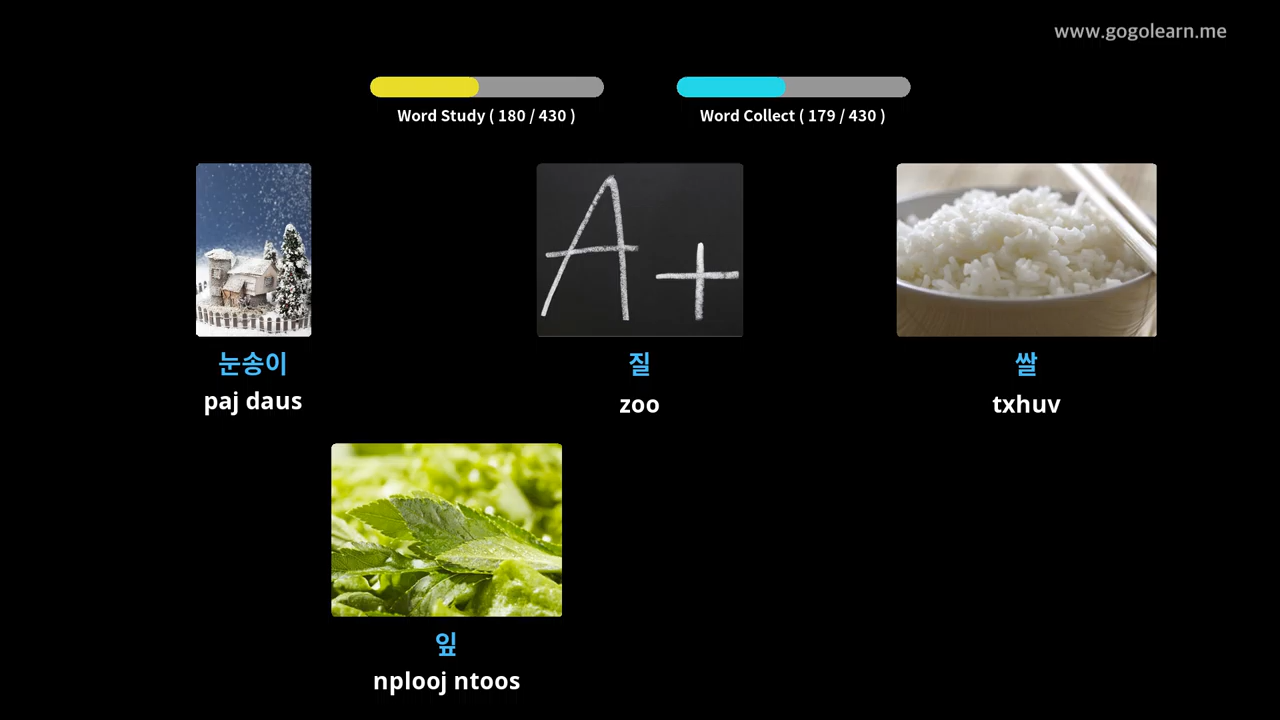 www.gogolearn.me
Word Study ( 180 / 430 )
Word Collect ( 179 / 430 )
A+
눈송이
paj daus
질
zoo
쌀
txhuv
잎
nplooj ntoos